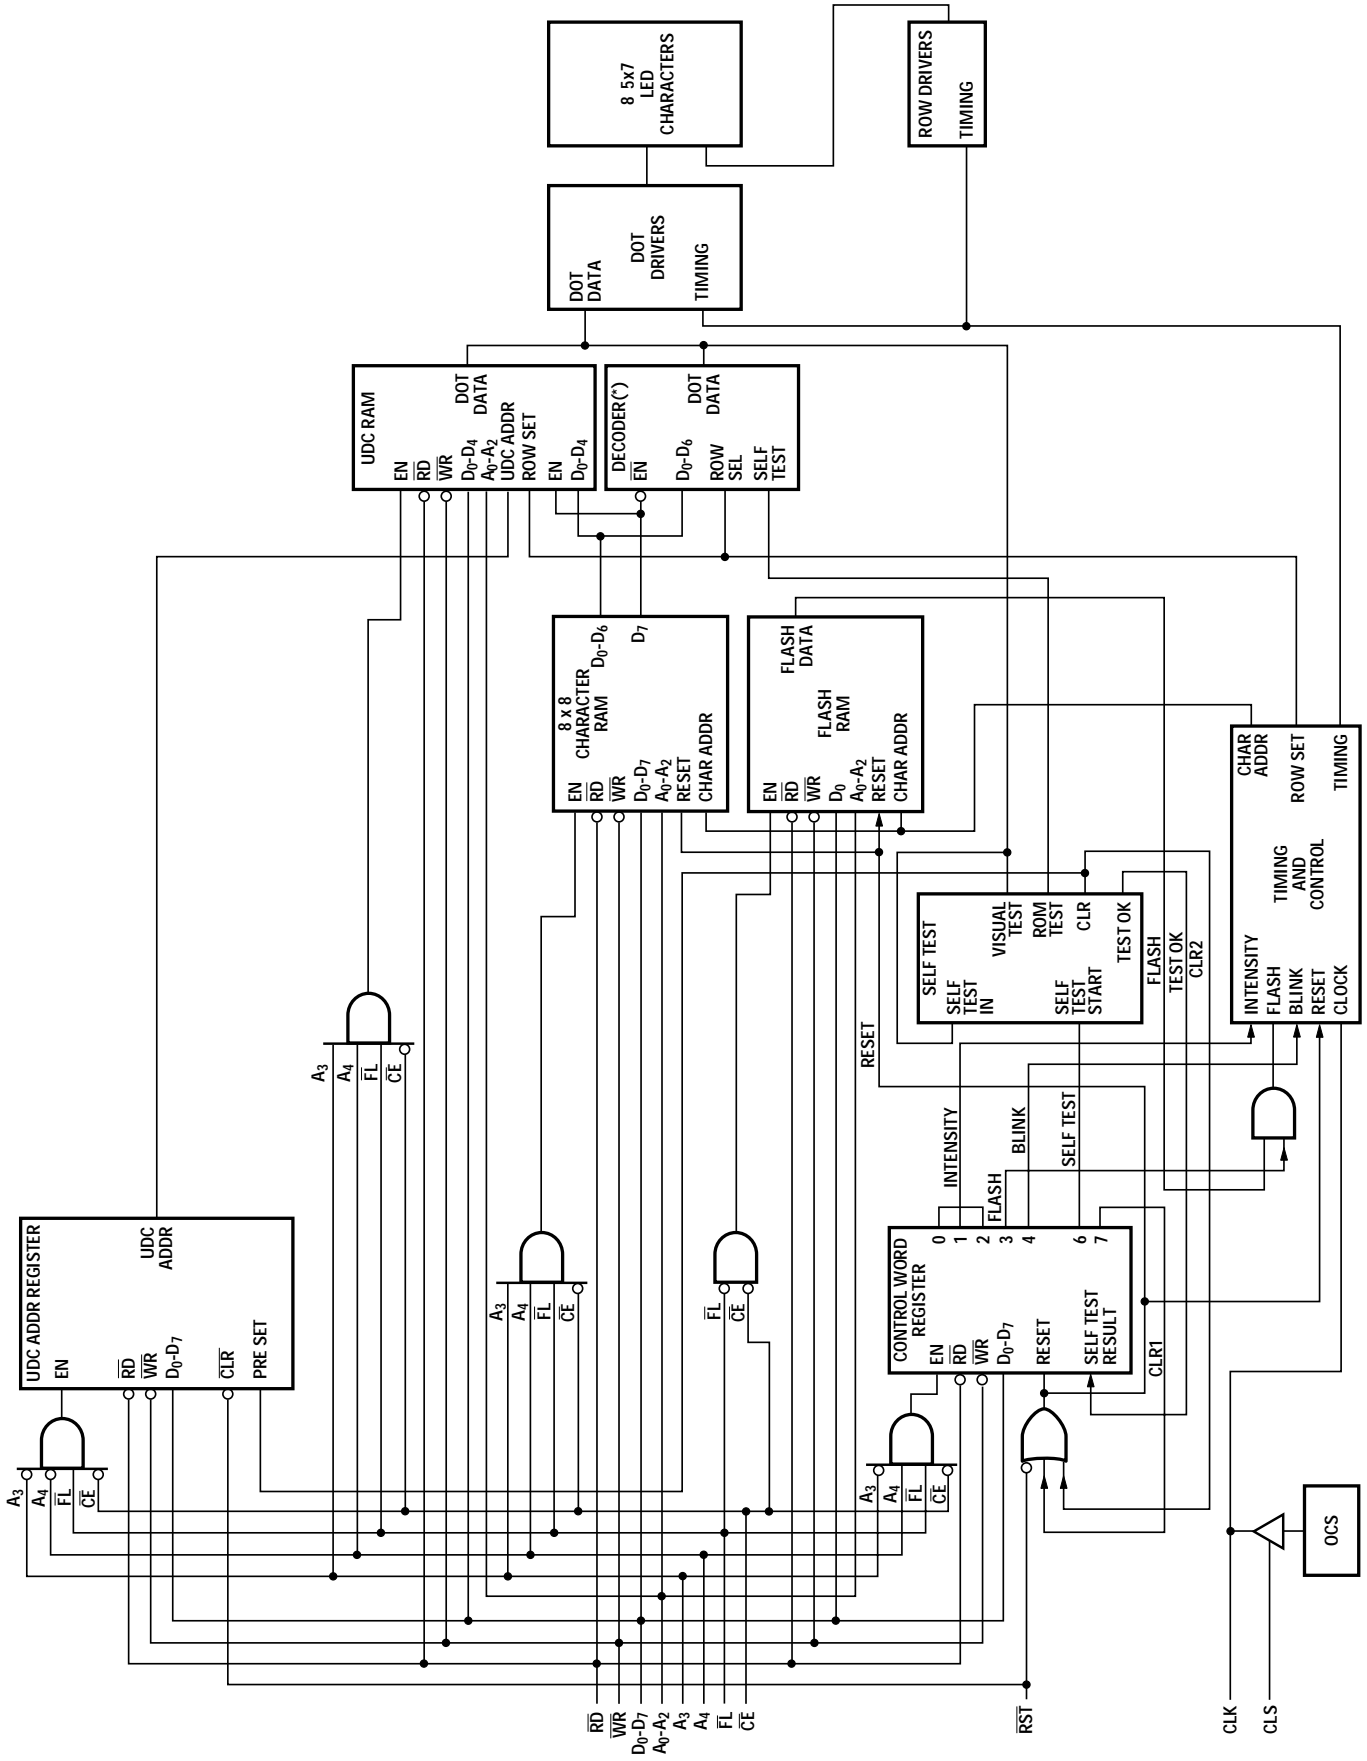 UDC ADDR REGISTER
EN
RD
WR
D0-D7
CLR
PRE SET
UDC
ADDR
A3
A4
FL
CE
A3
A4
FL
CE
UDC RAM
EN
RD
WR
D0-D4
A0-A2
UDC ADDR
ROW SET
EN
D0-D4
DOT
DATA
DECODER(*)
EN
D0-D6
ROW
SEL
SELF
TEST
DOT
DATA
DOT
DATA
DOT
DRIVERS
TIMING
8 5x7
LED
CHARACTERS
ROW DRIVERS
TIMING
A3
A4
FL
CE
8 x 8
CHARACTER
RAM
EN
RD
WR
D0-D7
A0-A2
RESET
CHAR ADDR
D0-D6
D7
FL
CE
FLASH
RAM
EN
RD
WR
D0
A0-A2
RESET
CHAR ADDR
FLASH
DATA
RESET
A3
A4
FL
CE
CONTROL WORD
REGISTER
EN
RD
WR
D0-D7
RESET
SELF TEST
RESULT
0
1
2
3
4
6
7
INTENSITY
FLASH
BLINK
SELF TEST
CLR1
SELF TEST
SELF
TEST
IN
SELF
TEST
START
VISUAL
TEST
ROM
TEST
CLR
TEST OK
FLASH
TEST OK
CLR2
TIMING
AND
CONTROL
INTENSITY
FLASH
BLINK
RESET
CLOCK
CHAR
ADDR
ROW SET
TIMING
RD
WR
D0-D7
A0-A2
A3
A4
FL
CE
RST
CLK
CLS
OCS